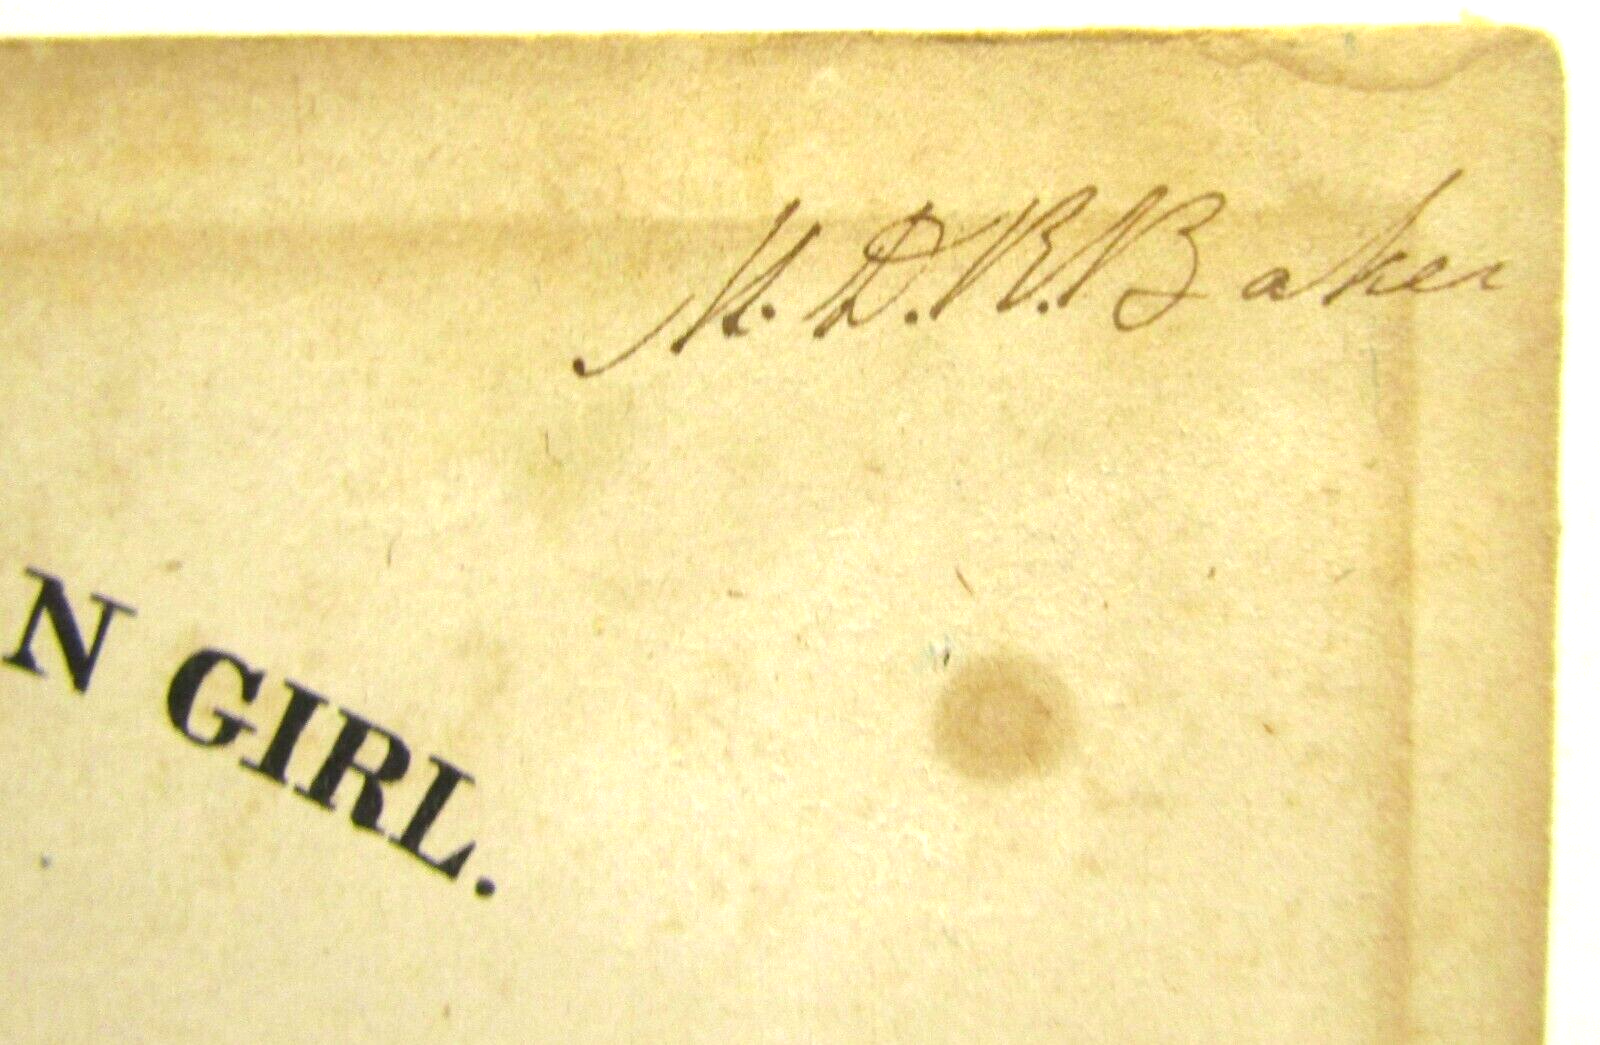 M. D. R. Baker
N GIRL.